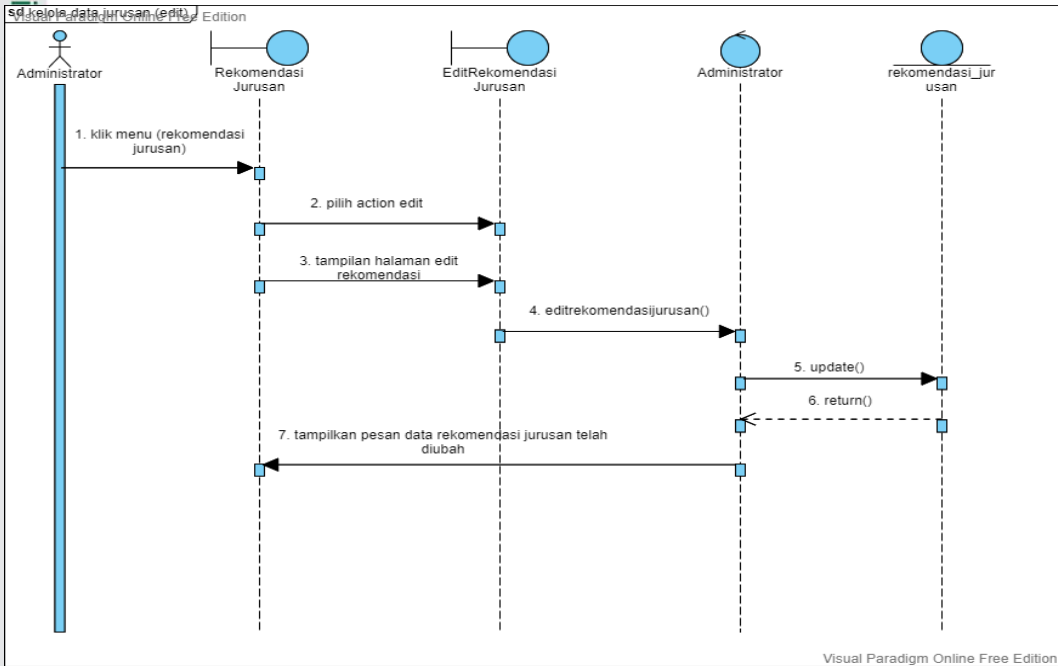 sd kelola data jurusan (edit)
Visual Paradigm Online Free Edition
Administrator
Rekomendasi
Jurusan
EditRekomendasi
Jurusan
Administrator
rekomendasi_jur
usan
1. klik menu (rekomendasi
jurusan)
2. pilih action edit
3. tampilan halaman edit
rekomendasi
4. editrekomendasijurusan()
5. update()
6. return()
7. tampilkan pesan data rekomendasi jurusan telah
diubah
Visual Paradigm Online Free Edition